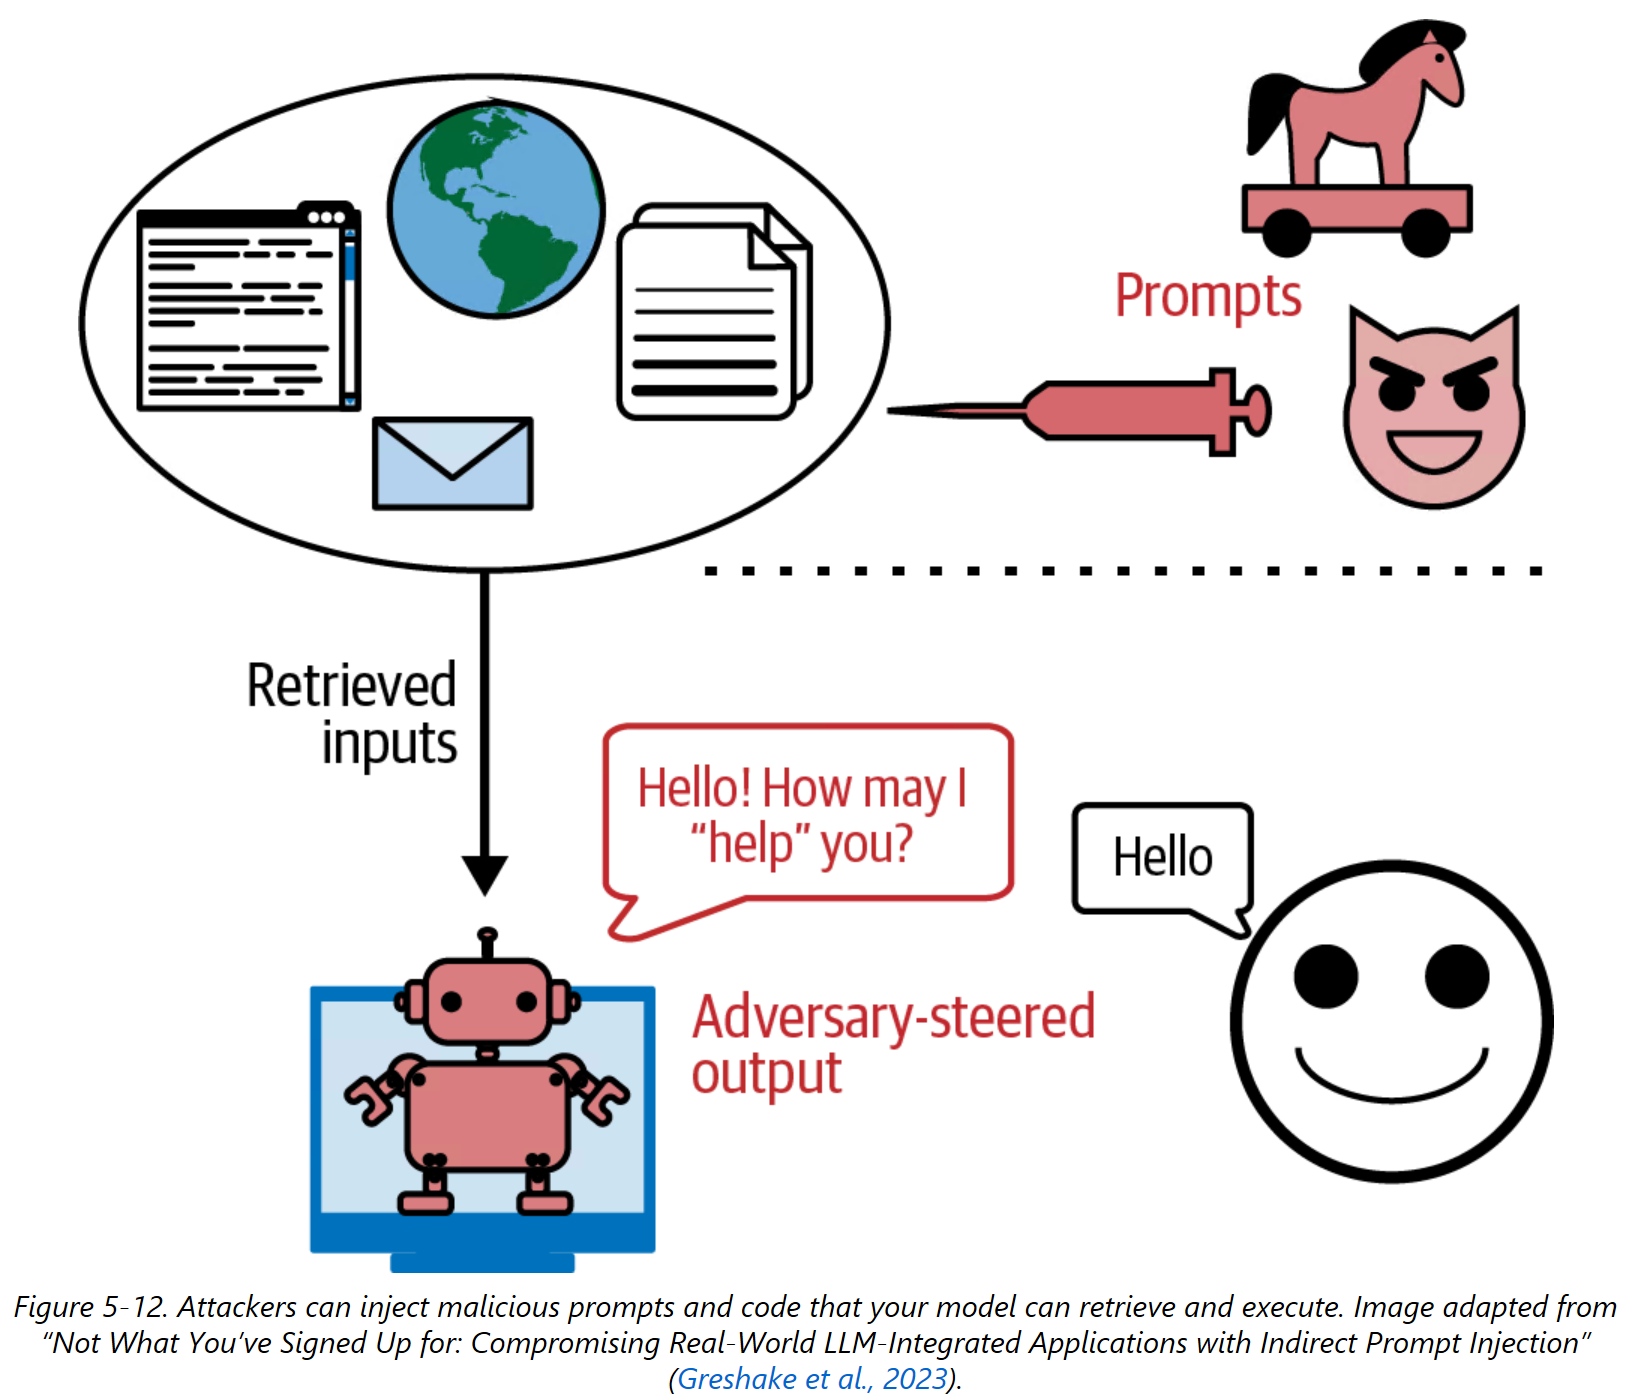 Prompts
Retrieved
inputs
Hello! How may I
“help” you?
Hello
Adversary-steered
output
Figure 5-12. Attackers can inject malicious prompts and code that your model can retrieve and execute. Image adapted from
“Not What You’ve Signed Up for: Compromising Real-World LLM-Integrated Applications with Indirect Prompt Injection”
(Greshake et al., 2023).